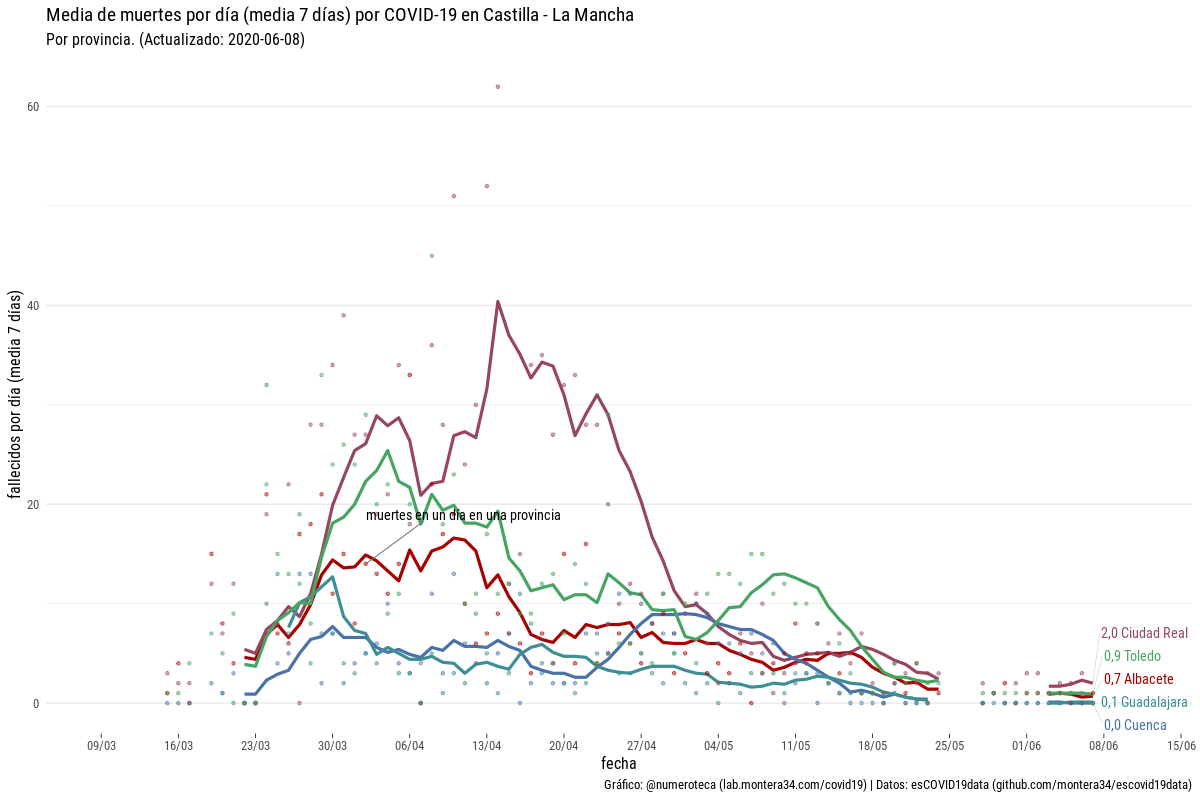 Media de muertes por día (media 7 días) por COVID-19 en Castilla - La Mancha
Por provincia. (Actualizado: 2020-06-08)
fallecidos por día (media 7 días)
60
40
20
0
muertes en un día en una provincia
2,0 Ciudad Real
0,9 Toledo
0,7 Albacete
0,1 Guadalajara
0,0 Cuenca
09/03 16/03 23/03 30/03 06/04 13/04 20/04 27/04 04/05 11/05 18/05 25/05 01/06 08/06 15/06
fecha
Gráfico: @numeroteca (lab.montera34.com/covid19) | Datos: esCOVID19data (github.com/montera34/escovid19data)